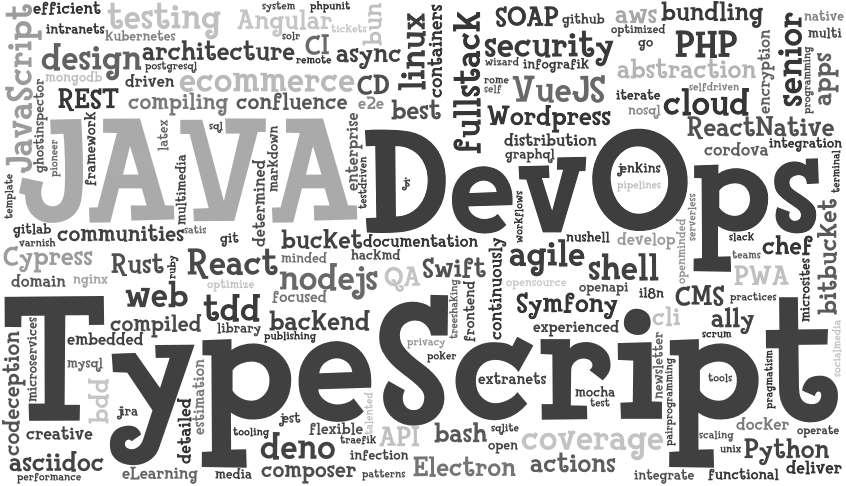 efficient
system
phpunit
intranets
testing
Angular
tickets
bun
kubernetes
solr
CI
remote
JavaScript
design
architecture
async
linux
containers
postgresql
mongodb
driven
ecommerce
CD
ghostinspector
REST
compiling
confluence
e2e
best
pioneer
framework
latex
sql
enterprise
testdriven
SOAP
github
aws
bundling
optimized
go
native
multi
security
PHP
senior
programming
apps
wizard
infografik
fullstack
abstraction
encryption
rome
self
VueJS
selfdriven
iterate
nosql
cloud
Wordpress
ReactNative
distribution
graphql
cordova
integration
JAVA
DevOps
jenkins
pipelines
terminal
template
multimedia
determined
markdown
workflows
serverless
gitlab
varnish
communities
satis
git
bucket
documentation
nushell
develop
openminded
slack
teams
chef
bitbucket
Cypress
Rust
ruby
React
minded
hackmd
nodejs
QA
Swift
continuously
agile
shell
PWA
microsites
domain
nginx
optimize
focused
opensource
openapi
il8n
CMS
practices
web
tdd
treeshaking
frontend
Symfony
cli
ally
compiled
library
backend
publishing
experienced
scrum
embedded
privacy
poker
TypeScript
microservices
codeception
mysql
bdd
estimation
extranets
mocha
test
newsletter
pairprogramming
tools
pragmatism
socialmedia
jira
detailed
tooling
jest
flexible
talented
traefik
API
bash
sqlite
open
coverage
scaling
unix
docker
operate
creative
asciidoc
performance
eLearning
media
deno
composer
infection
patterns
Electron
actions
integrate
functional
Python
deliver